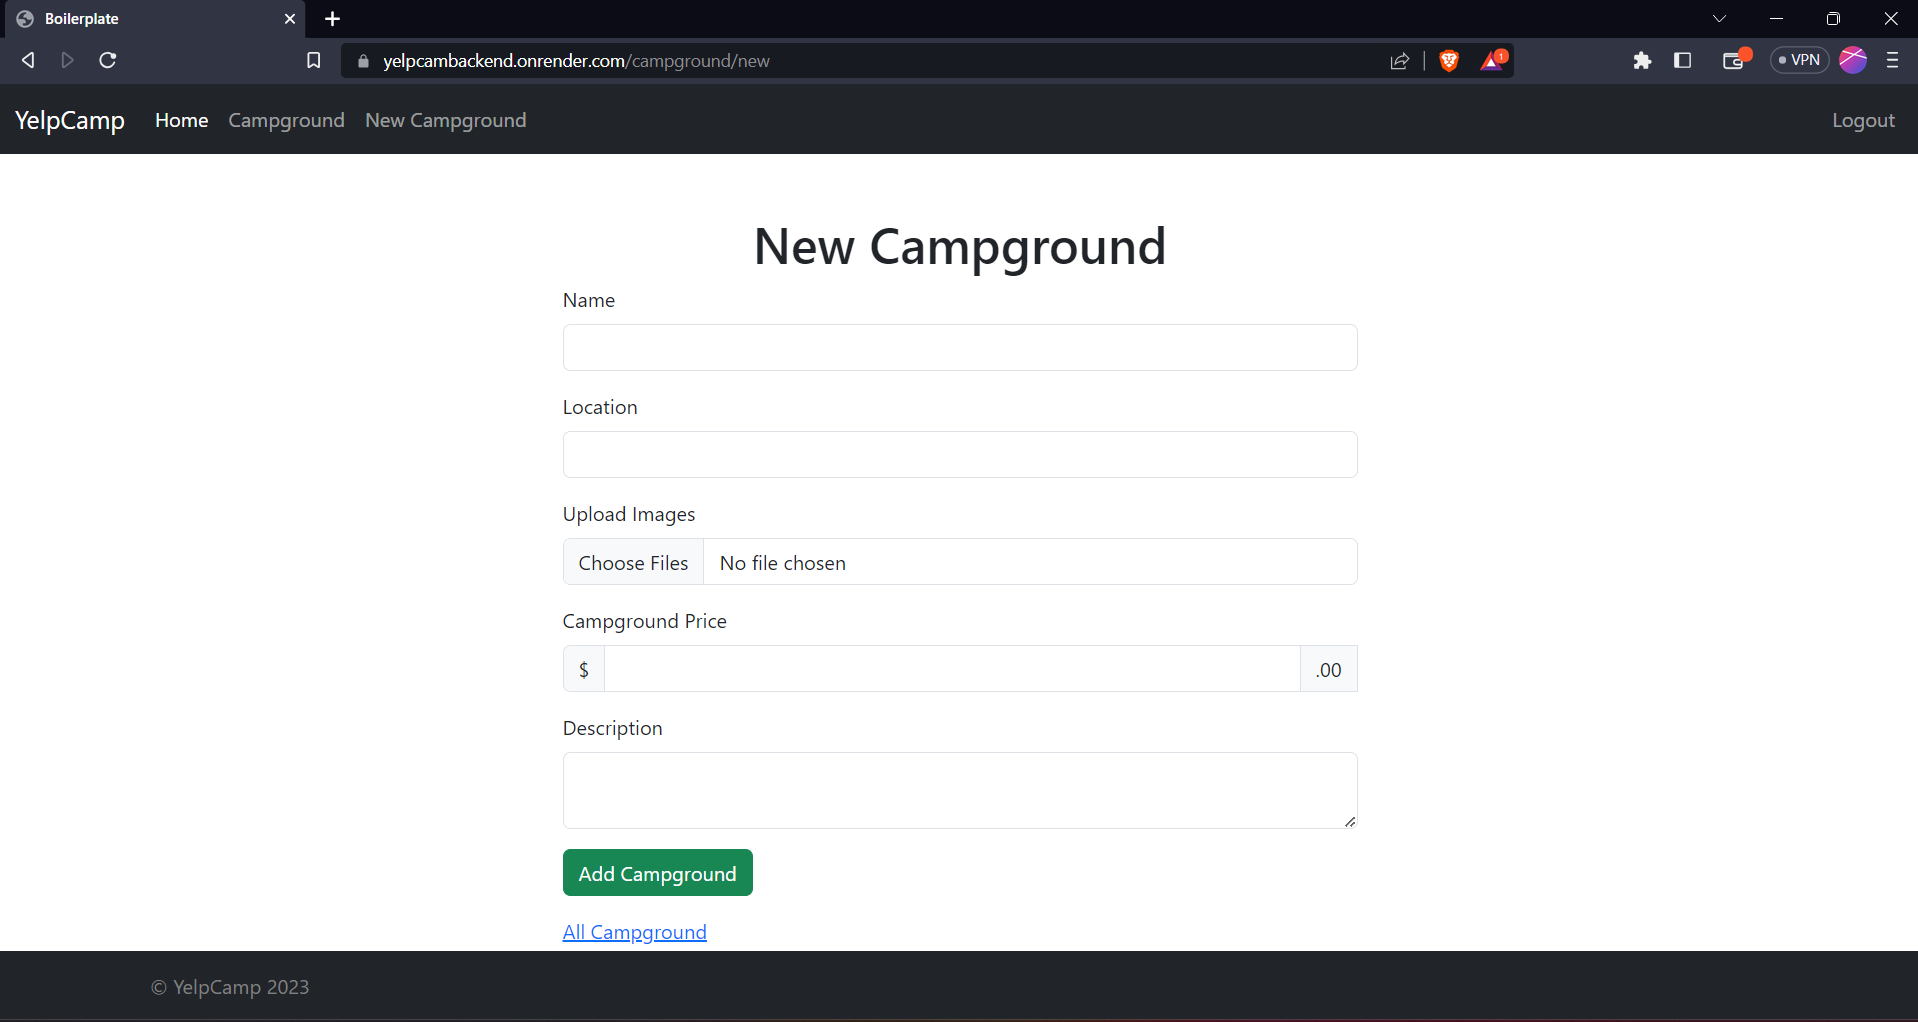 Boilerplate
yelpcambackend.onrender.com/campground/new
1
VPN
YelpCamp Home Campground New Campground Logout
New Campground
Name
Location
Upload Images
Choose Files No file chosen
Campground Price
$ .00
Description
Add Campground
All Campground
© YelpCamp 2023